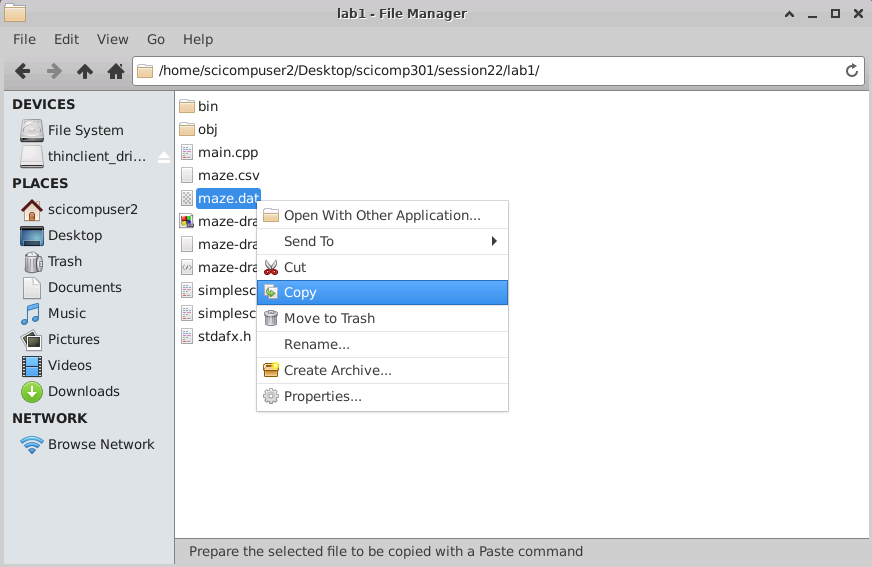 lab1 - File Manager
File Edit View Go Help
/home/scicompuser2/Desktop/scicomp301/session22/lab1/
DEVICES
File System
thinclient_dri...
PLACES
scicompuser2
Desktop
Trash
Documents
Music
Pictures
Videos
Downloads
NETWORK
Browse Network
bin
obj
main.cpp
maze.csv
maze.dat
maze-dra
maze-dra
maze-dra
simplesc
simplesc
stdafx.h
Open With Other Application...
Send To
Cut
Copy
Move to Trash
Rename...
Create Archive...
Properties...
Prepare the selected file to be copied with a Paste command